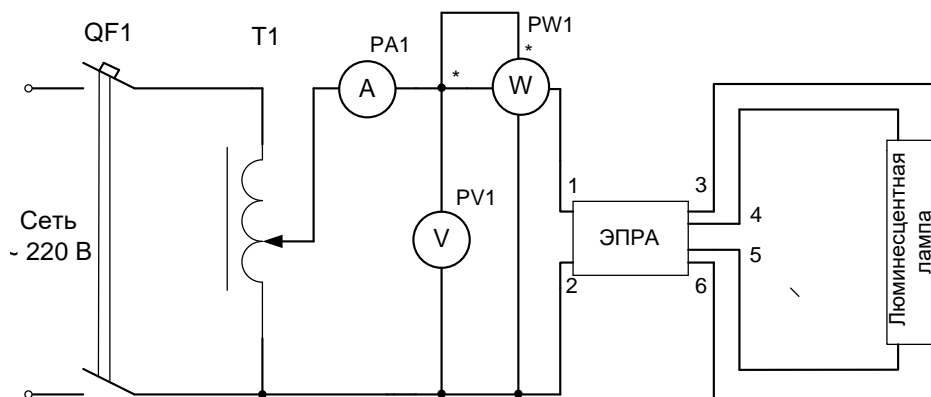 QF1
T1
PA1
PW1
*
*
A
W
Сеть
~ 220 В
PV1
V
1
2
ЭПРА
3
4
5
6
Люминесцентная
лампа